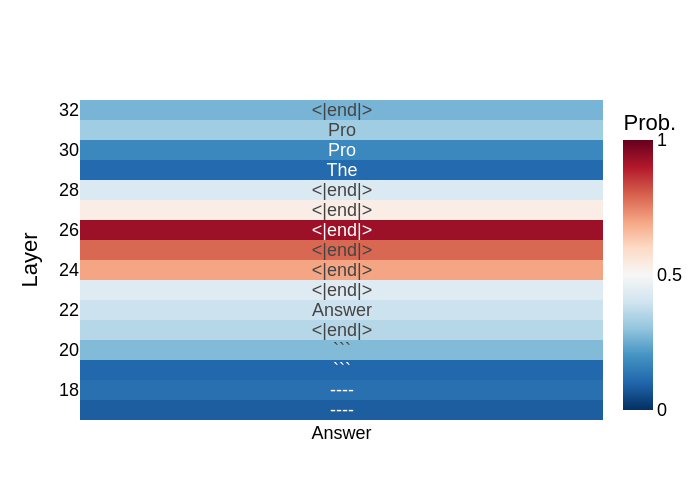 Prob.
32 <|end|>
Pro
30 Pro
The
28 <|end|>
<|end|>
26 <|end|>
<|end|>
24 <|end|>
<|end|>
22 Answer
<|end|>
20 ```
```
18 ----
----
Answer
Layer
1
0.5
0